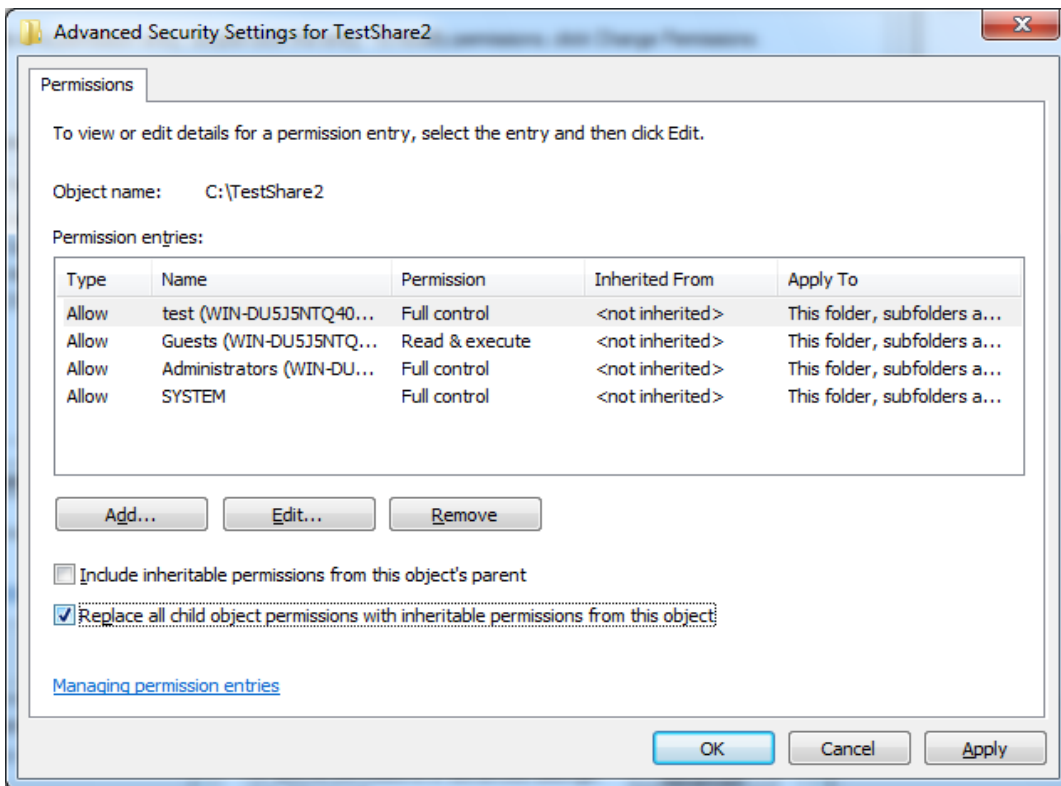 Advanced Security Settings for TestShare2
Permissions
To view or edit details for a permission entry, select the entry and then click Edit.
Object name: C:\TestShare2
Permission entries:
Type Name Permission Inherited From Apply To
Allow test (WIN-DU5J5NTQ40... Full control <not inherited> This folder, subfolders a...
Allow Guests (WIN-DU5J5NTQ... Read & execute <not inherited> This folder, subfolders a...
Allow Administrators (WIN-DU... Full control <not inherited> This folder, subfolders a...
Allow SYSTEM Full control <not inherited> This folder, subfolders a...
Add... Edit... Remove
Include inheritable permissions from this object's parent
Replace all child object permissions with inheritable permissions from this object
Managing permission entries
OK Cancel Apply